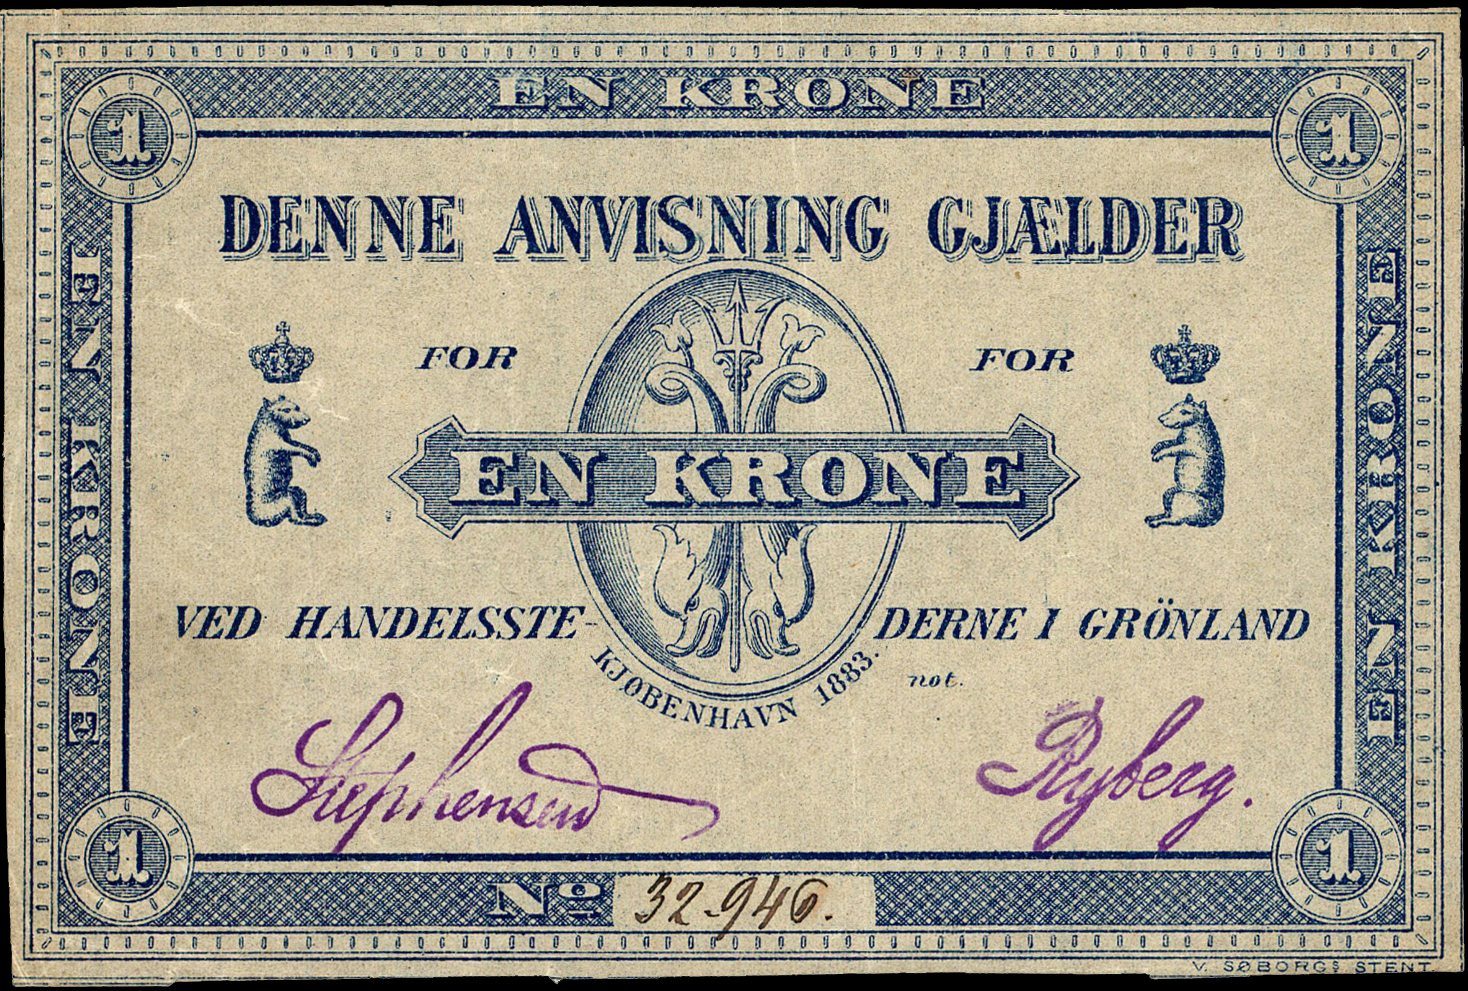 EN KRONE
1 1
DENNE ANVISNING GJÆLDER
FOR FOR
EN KRONE
EN KRONE
EN KRONE
VED HANDELSSTE-DERNE I GRÖNLAND
KJØBENHAVN 1883.
not.
Stephensen Ryberg.
1 1
No 32-946.
V. SØBORGS STENT.